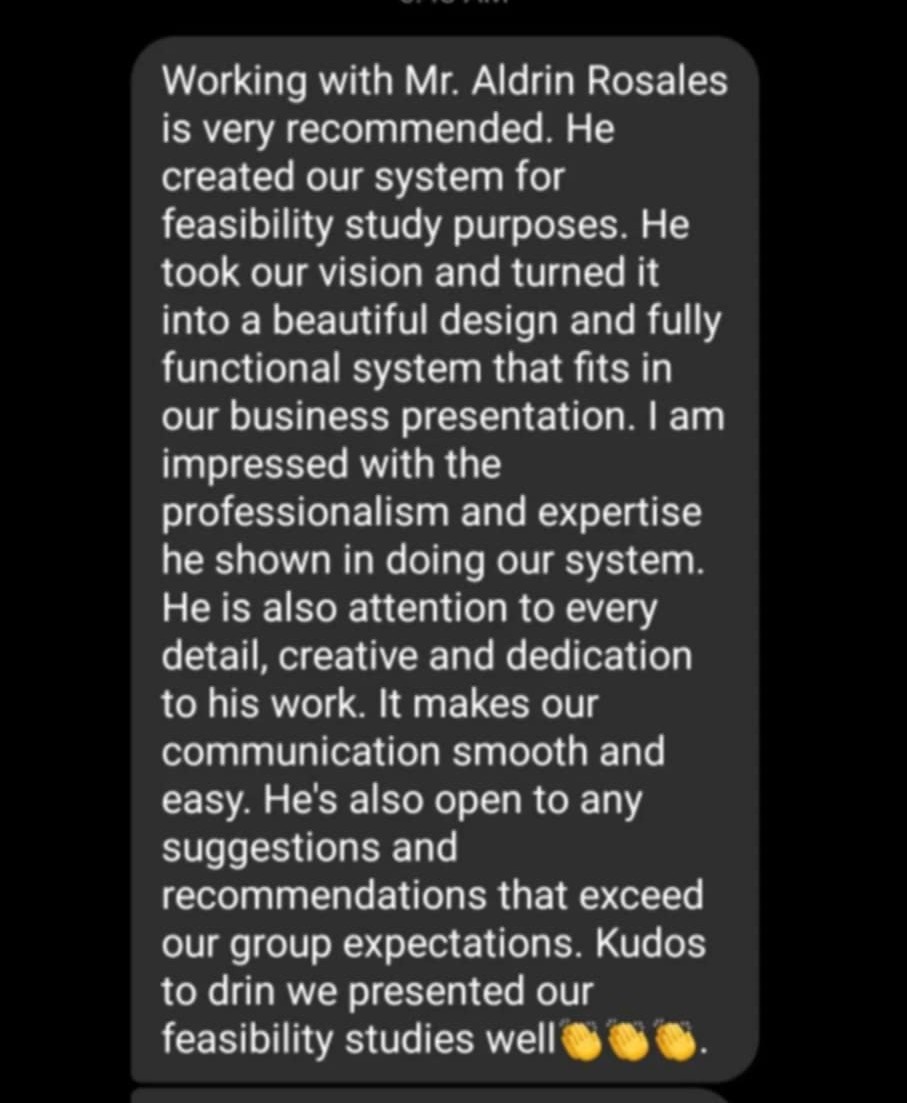 Working with Mr. Aldrin Rosales
is very recommended. He
created our system for
feasibility study purposes. He
took our vision and turned it
into a beautiful design and fully
functional system that fits in
our business presentation. I am
impressed with the
professionalism and expertise
he shown in doing our system.
He is also attention to every
detail, creative and dedication
to his work. It makes our
communication smooth and
easy. He's also open to any
suggestions and
recommendations that exceed
our group expectations. Kudos
to drin we presented our
feasibility studies well👏👏👏.